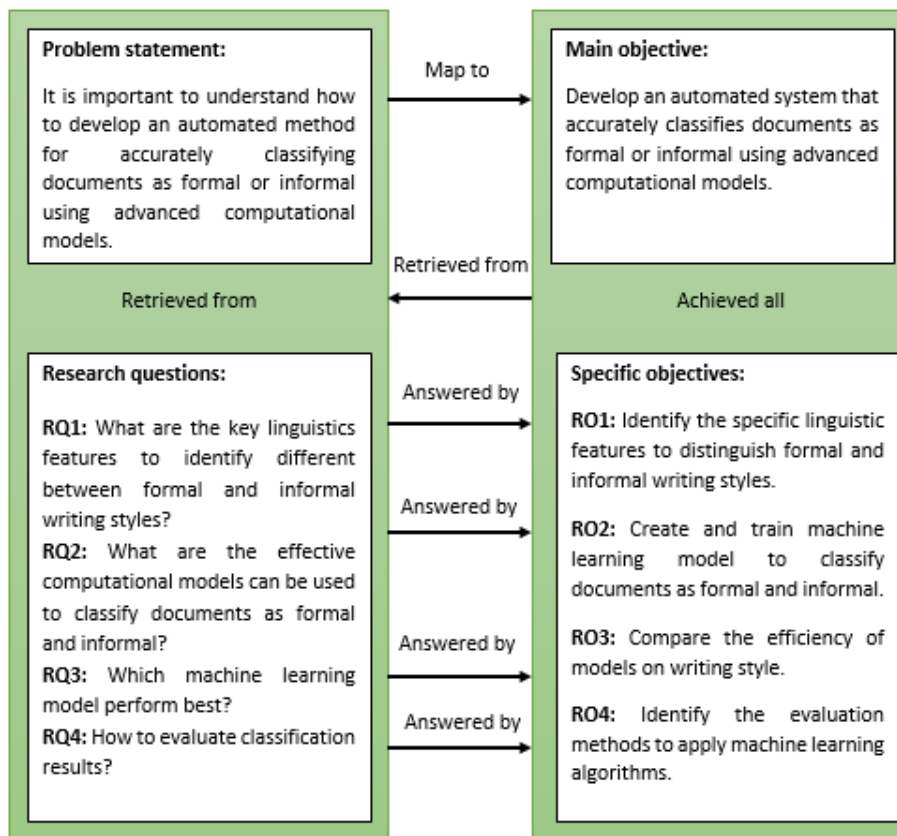 Problem statement:
It is important to understand how
to develop an automated method
for accurately classifying
documents as formal or informal
using advanced computational
models.
Map to
Main objective:
Develop an automated system that
accurately classifies documents as
formal or informal using advanced
computational models.
Retrieved from
Retrieved from
Achieved all
Research questions:
RQ1: What are the key linguistics
features to identify different
between formal and informal
writing styles?
RQ2: What are the effective
computational models can be used
to classify documents as formal
and informal?
RQ3: Which machine learning
model perform best?
RQ4: How to evaluate classification
results?
Answered by
Answered by
Answered by
Answered by
Specific objectives:
RO1: Identify the specific linguistic
features to distinguish formal and
informal writing styles.
RO2: Create and train machine
learning model to classify
documents as formal and informal.
RO3: Compare the efficiency of
models on writing style.
RO4: Identify the evaluation
methods to apply machine learning
algorithms.